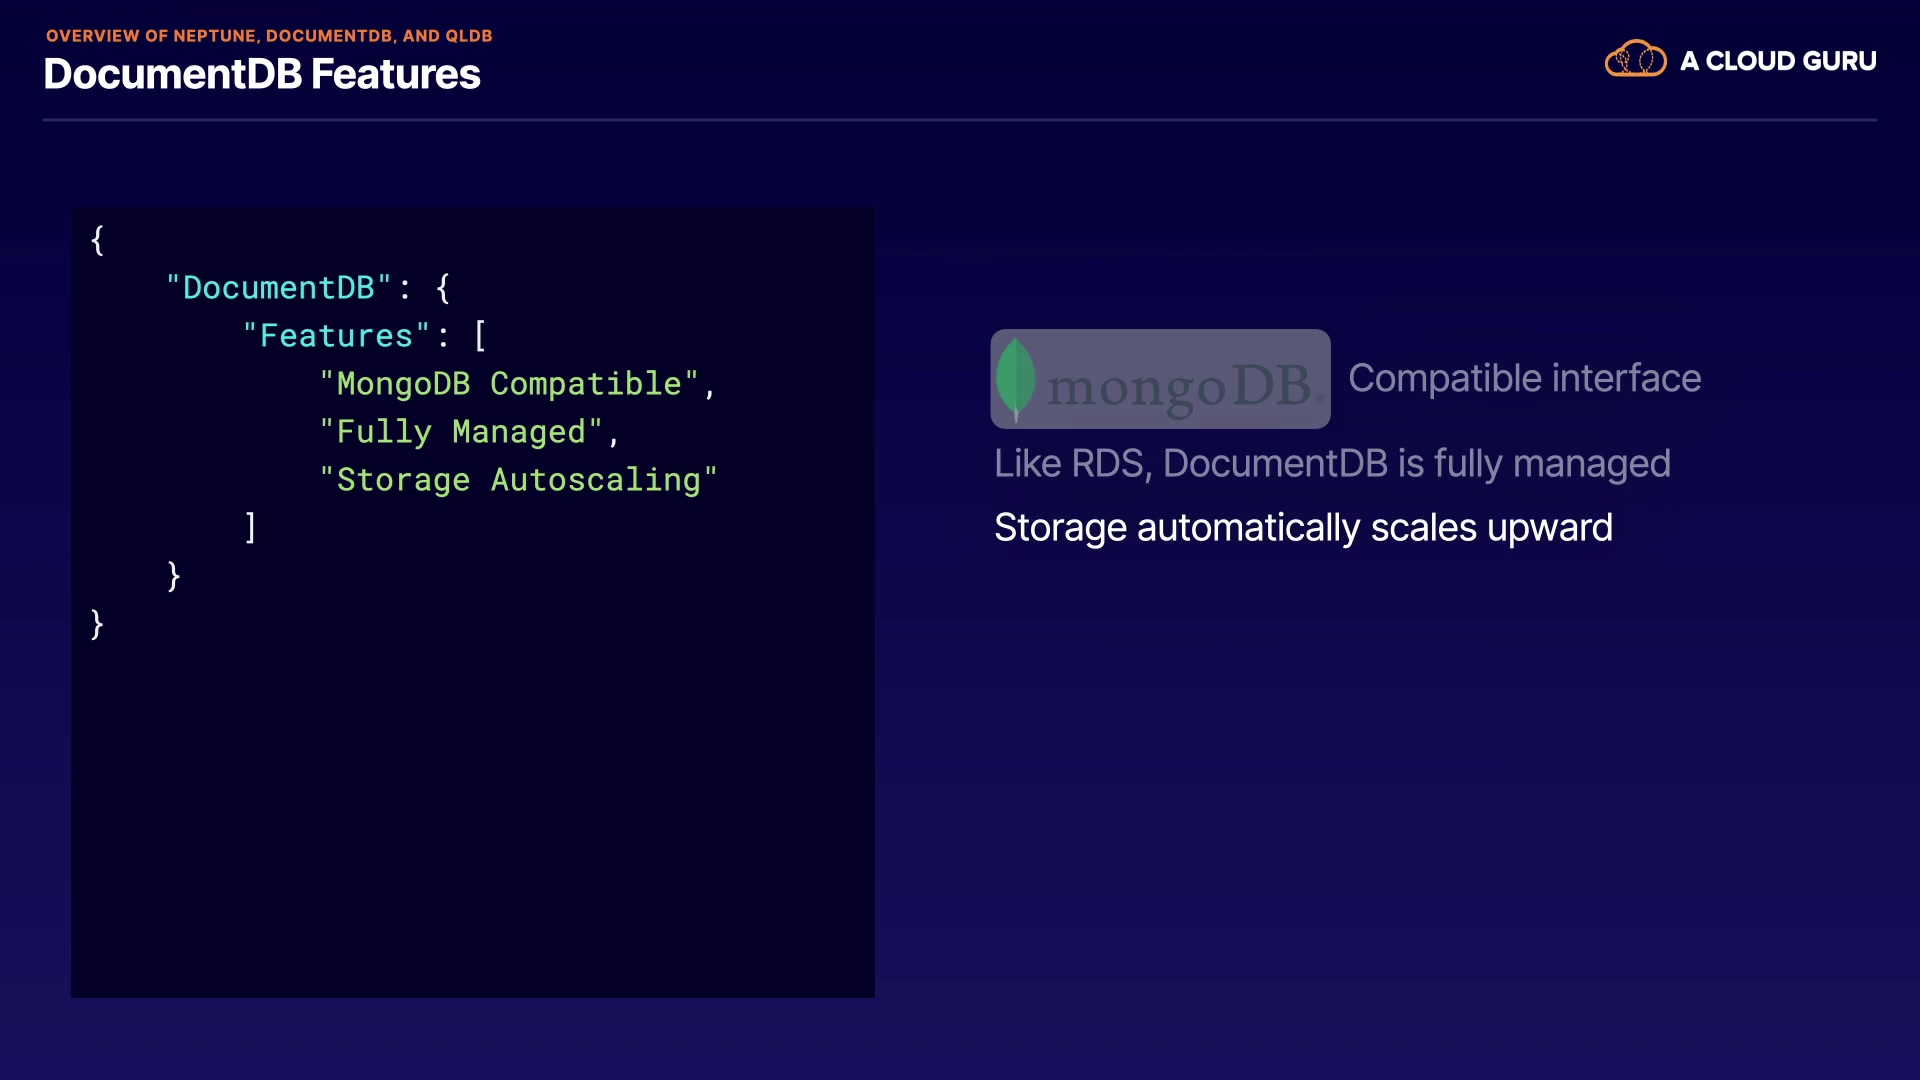 OVERVIEW OF NEPTUNE, DOCUMENTDB, AND QLDB
DocumentDB Features
A CLOUD GURU
{
"DocumentDB": {
"Features": [
"MongoDB Compatible",
"Fully Managed",
"Storage Autoscaling"
]
}
}
mongoDB® Compatible interface
Like RDS, DocumentDB is fully managed
Storage automatically scales upward